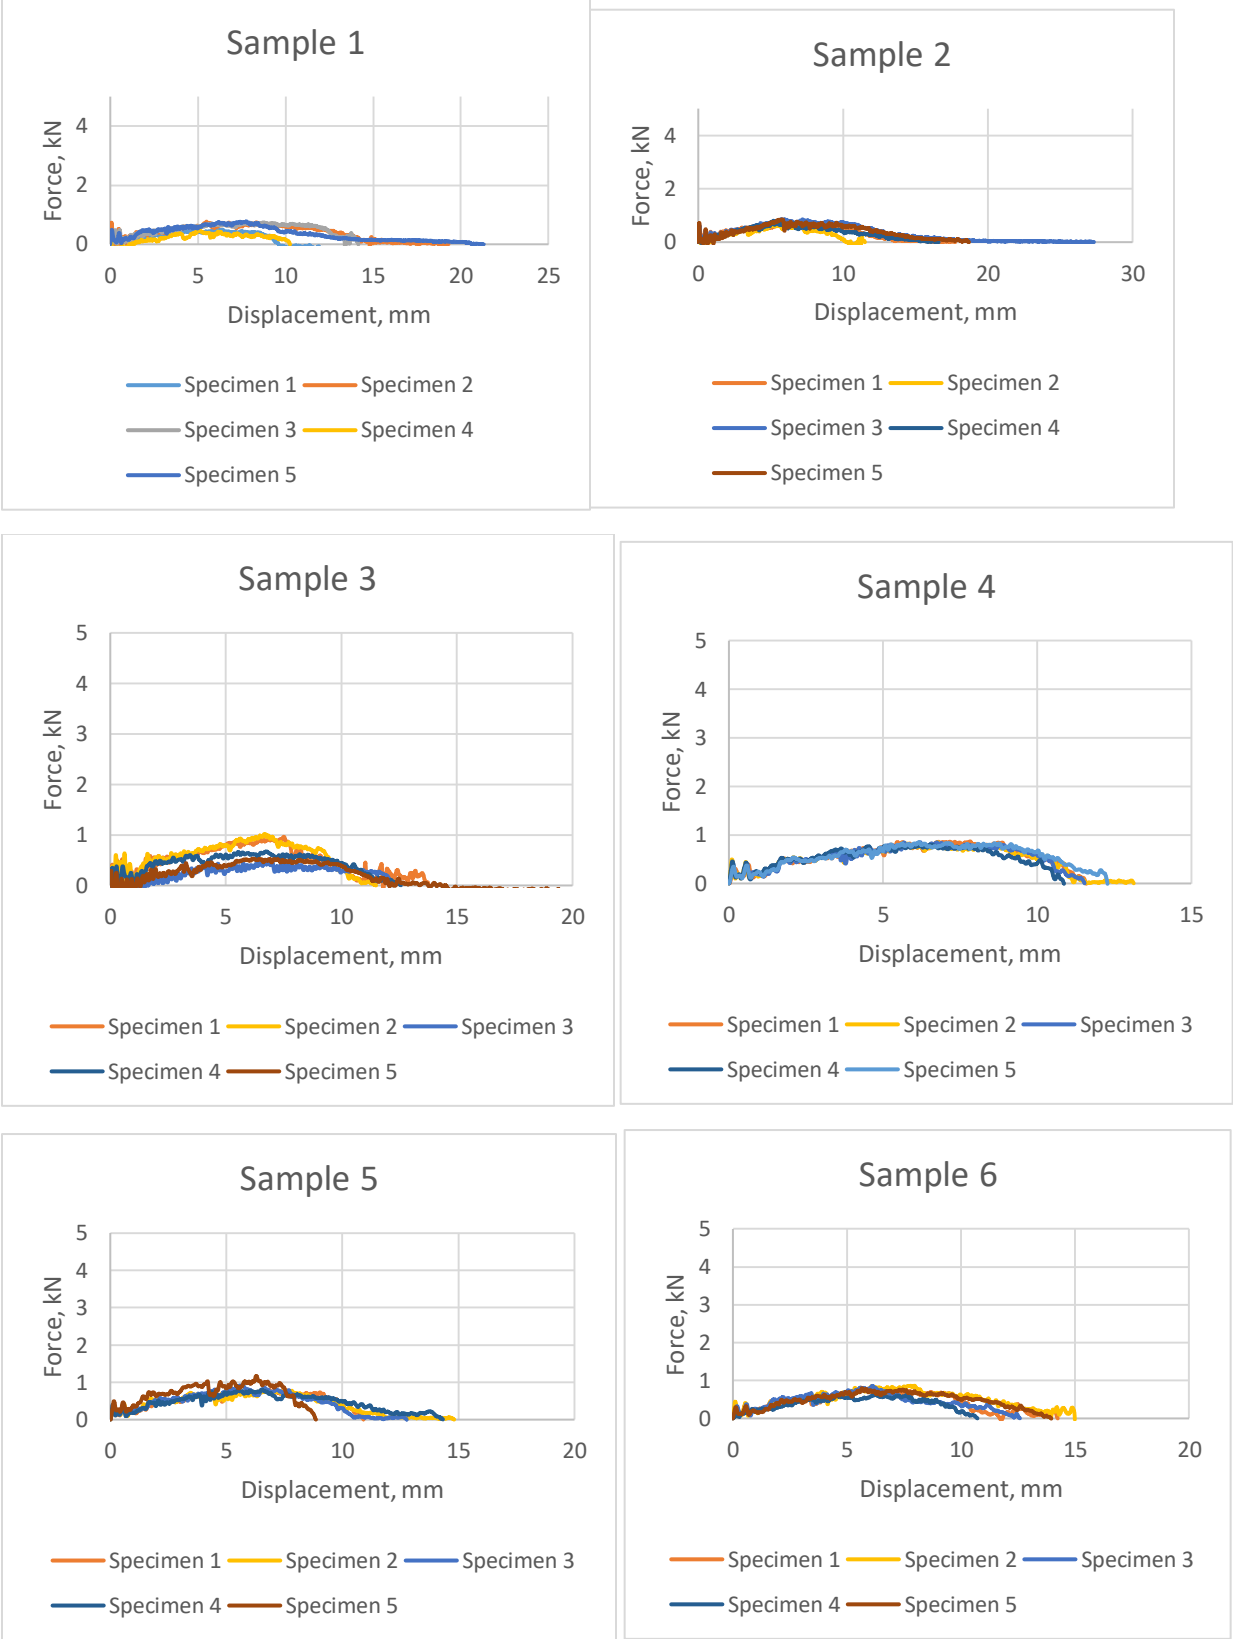 Sample 1
Force, kN
4
2
0
0 5 10 15 20 25
Displacement, mm
Specimen 1 Specimen 2
Specimen 3 Specimen 4
Specimen 5
Sample 2
Force, kN
4
2
0
0 10 20 30
Displacement, mm
Specimen 1 Specimen 2
Specimen 3 Specimen 4
Specimen 5
Sample 3
Force, kN
5
4
3
2
1
0
0 5 10 15 20
Displacement, mm
Specimen 1 Specimen 2 Specimen 3
Specimen 4 Specimen 5
Sample 4
Force, kN
5
4
3
2
1
0
0 5 10 15
Displacement, mm
Specimen 1 Specimen 2 Specimen 3
Specimen 4 Specimen 5
Sample 5
Force, kN
5
4
3
2
1
0
0 5 10 15 20
Displacement, mm
Specimen 1 Specimen 2 Specimen 3
Specimen 4 Specimen 5
Sample 6
Force, kN
5
4
3
2
1
0
0 5 10 15 20
Displacement, mm
Specimen 1 Specimen 2 Specimen 3
Specimen 4 Specimen 5